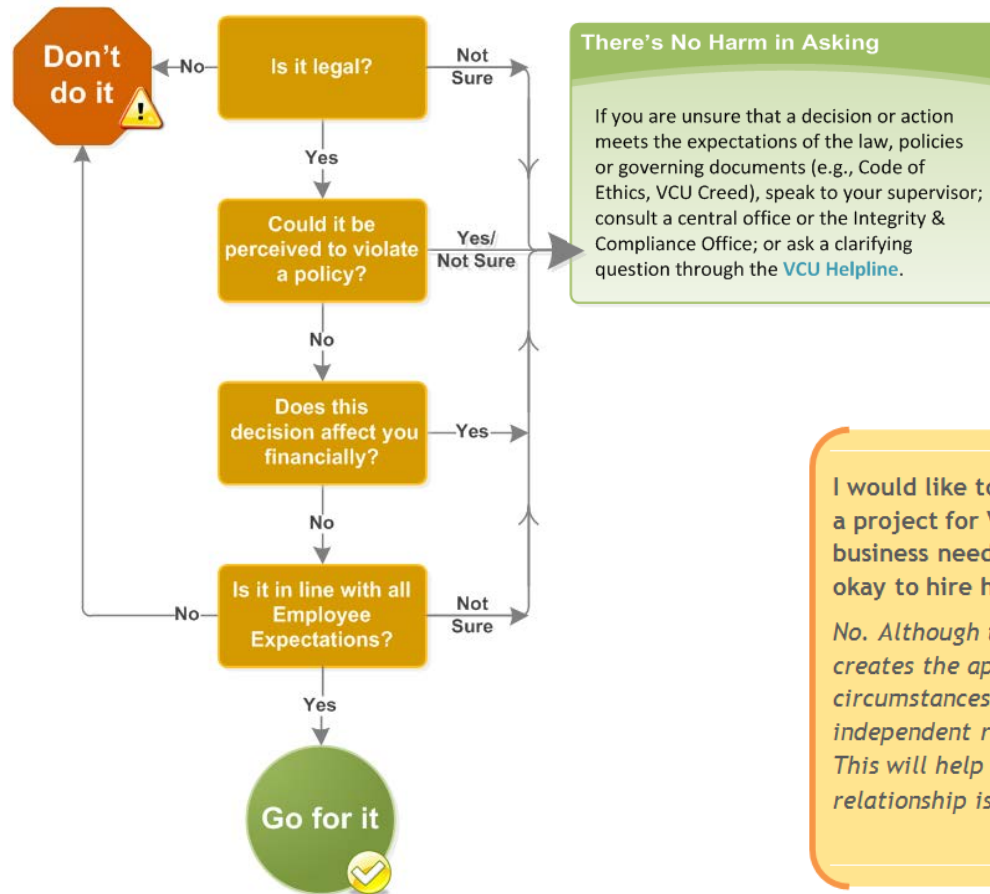 Don't
do it
No
Is it legal?
Not
Sure
Yes
Could it be
perceived to violate
a policy?
Yes/
Not Sure
No
Does this
decision affect you
financially?
Yes
No
Is it in line with all
Employee
Expectations?
No
Not
Sure
Yes
Go for it
There's No Harm in Asking
If you are unsure that a decision or action
meets the expectations of the law, policies
or governing documents (e.g., Code of
Ethics, VCU Creed), speak to your supervisor;
consult a central office or the Integrity &
Compliance Office; or ask a clarifying
question through the VCU Helpline.
I would like to
a project for
business need
okay to hire
No. Although
creates the
circumstances
independent
This will help
relationship is